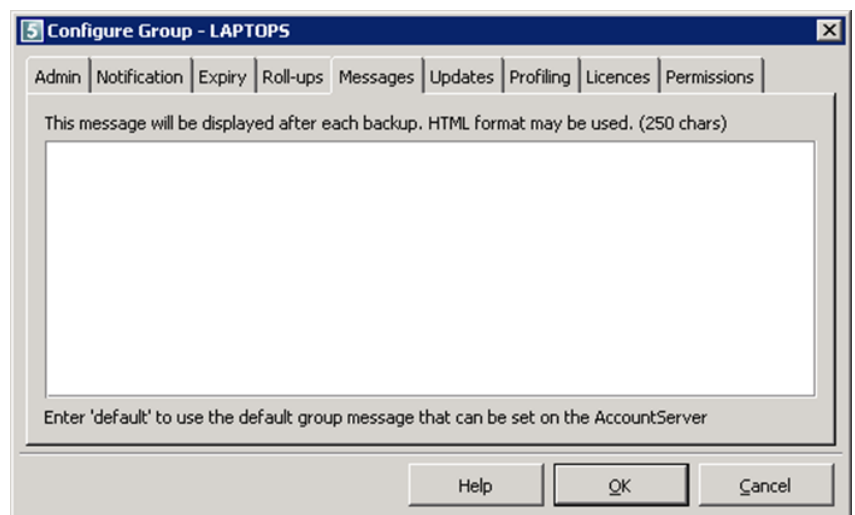 5 Configure Group - LAPTOPS
Admin Notification Expiry Roll-ups Messages Updates Profiling Licences Permissions
This message will be displayed after each backup. HTML format may be used. (250 chars)
Enter 'default' to use the default group message that can be set on the AccountServer
Help OK Cancel